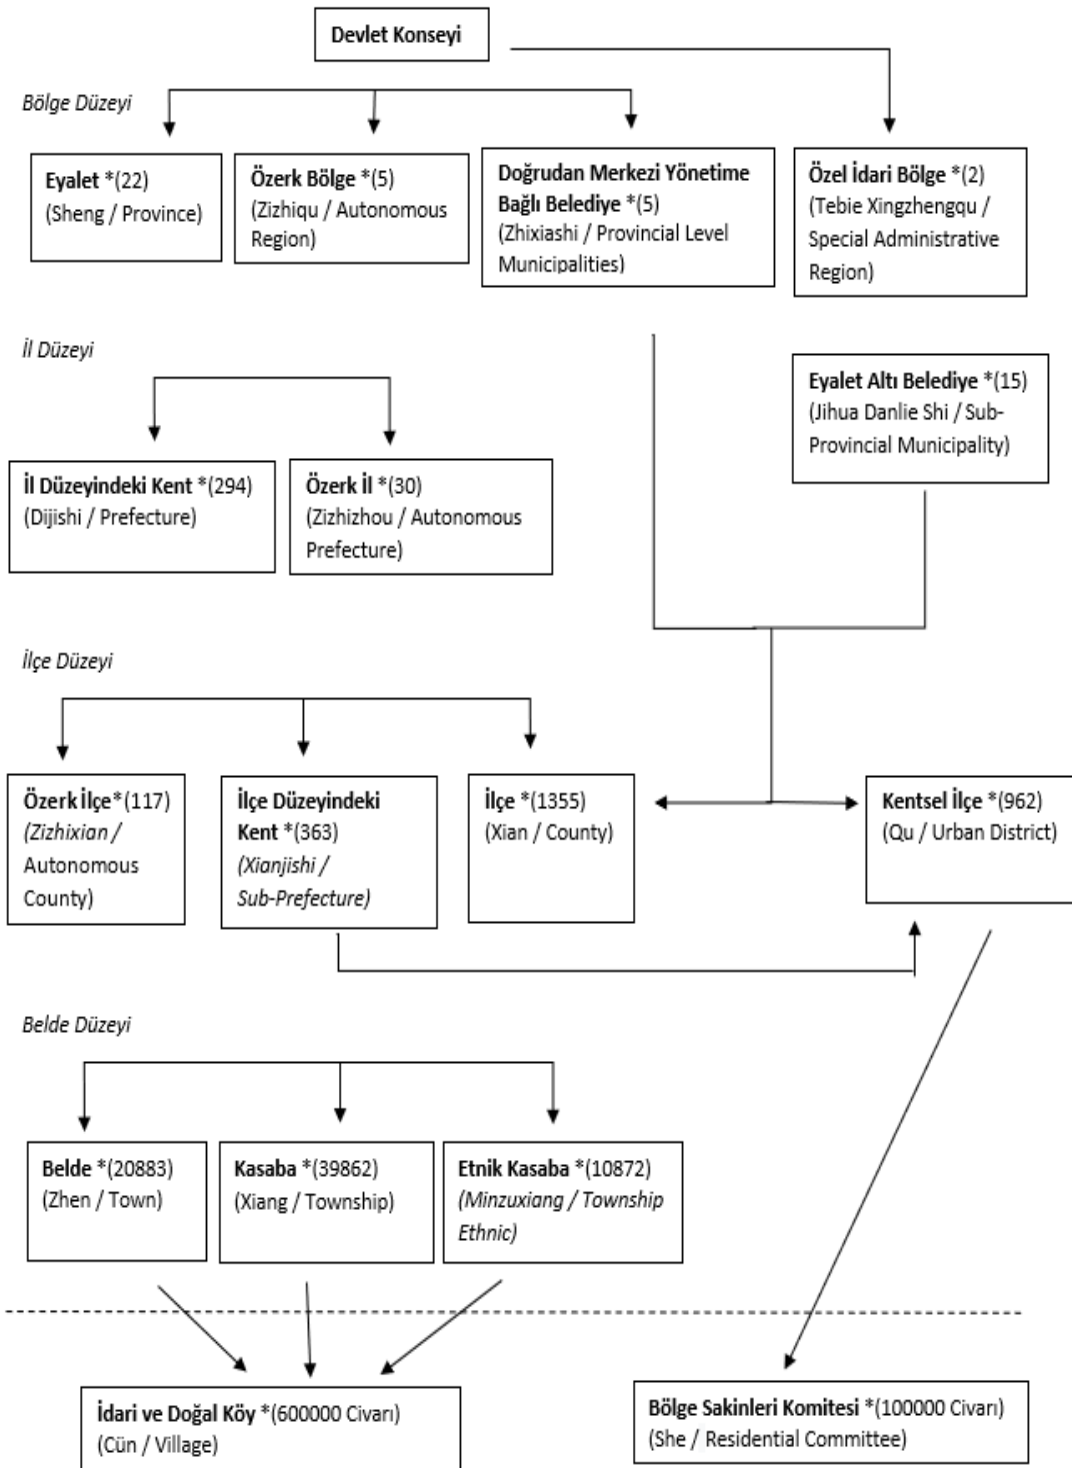 Devlet Konseyi
Bölge Düzeyi
Eyalet *(22)
(Sheng / Province)
Özerk Bölge *(5)
(Zizhiqu / Autonomous
Region)
Doğrudan Merkezi Yönetime
Bağlı Belediye *(5)
(Zhixiashi / Provincial Level
Municipalities)
Özel İdari Bölge *(2)
(Tebie Xingzhengqu /
Special Administrative
Region)
İl Düzeyi
Eyalet Altı Belediye *(15)
(Jihua Danlie Shi / Sub-
Provincial Municipality)
İl Düzeyindeki Kent *(294)
(Dijishi / Prefecture)
Özerk İl *(30)
(Zizhizhou / Autonomous
Prefecture)
İlçe Düzeyi
Özerk İlçe*(117)
(Zizhixian /
Autonomous
County)
İlçe Düzeyindeki
Kent *(363)
(Xianjishi /
Sub-Prefecture)
İlçe *(1355)
(Xian / County)
Kentsel İlçe *(962)
(Qu / Urban District)
Belde Düzeyi
Belde *(20883)
(Zhen / Town)
Kasaba *(39862)
(Xiang / Township)
Etnik Kasaba *(10872)
(Minzuxiang / Township
Ethnic)
İdari ve Doğal Köy *(600000 Civarı)
(Cün / Village)
Bölge Sakinleri Komitesi *(100000 Civarı)
(She / Residential Committee)